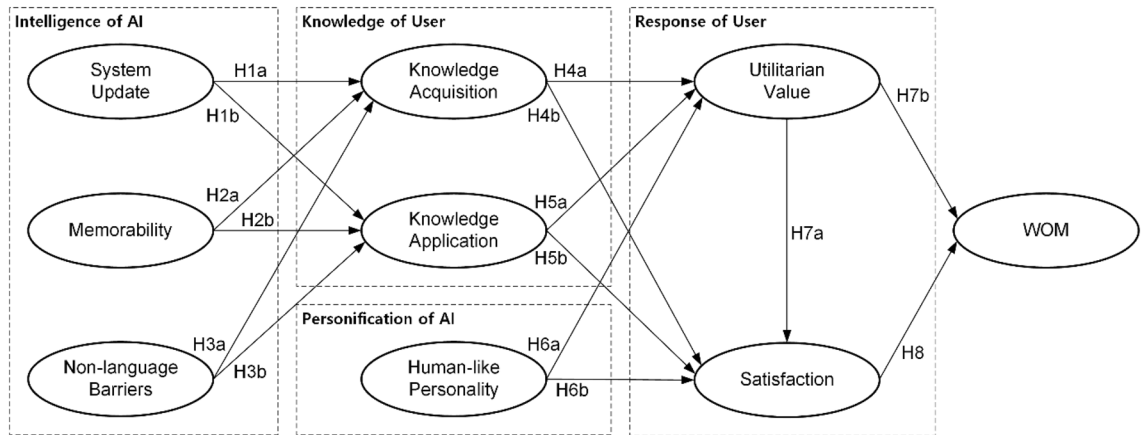 Intelligence of AI
Knowledge of User
Response of User
System
Update
H1a
H1b
Knowledge
Acquisition
H4a
H4b
Utilitarian
Value
H7b
Memorability
H2a
H2b
Knowledge
Application
H5a
H5b
H7a
WOM
Personification of AI
Non-language
Barriers
H3a
H3b
Human-like
Personality
H6a
H6b
Satisfaction
H8